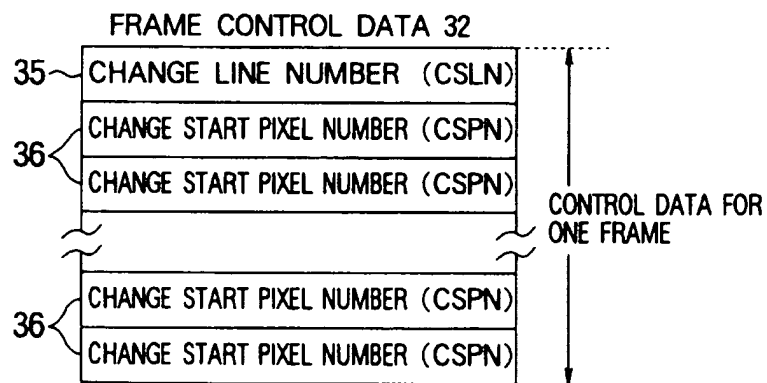 FRAME CONTROL DATA 32
35 CHANGE LINE NUMBER (CSLN)
36 CHANGE START PIXEL NUMBER (CSPN)
CHANGE START PIXEL NUMBER (CSPN)
CONTROL DATA FOR
ONE FRAME
36 CHANGE START PIXEL NUMBER (CSPN)
CHANGE START PIXEL NUMBER (CSPN)